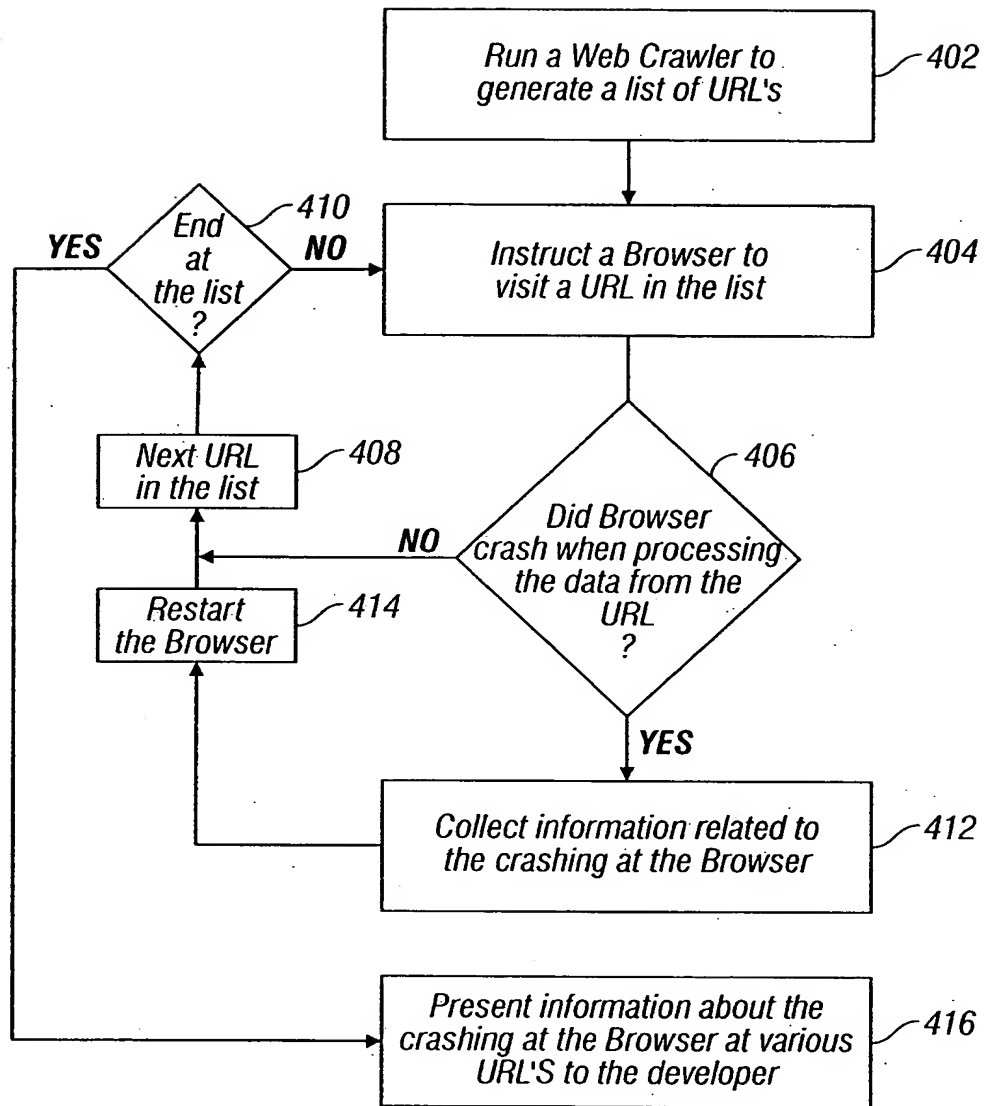 Run a Web Crawler to
generate a list of URL's
402
410
End
at
the list
?
YES
NO
Instruct a Browser to
visit a URL in the list
404
Next URL
in the list
408
406
Did Browser
crash when processing
the data from the
URL
?
NO
Restart
the Browser
414
YES
Collect information related to
the crashing at the Browser
412
Present information about the
crashing at the Browser at various
URL'S to the developer
416